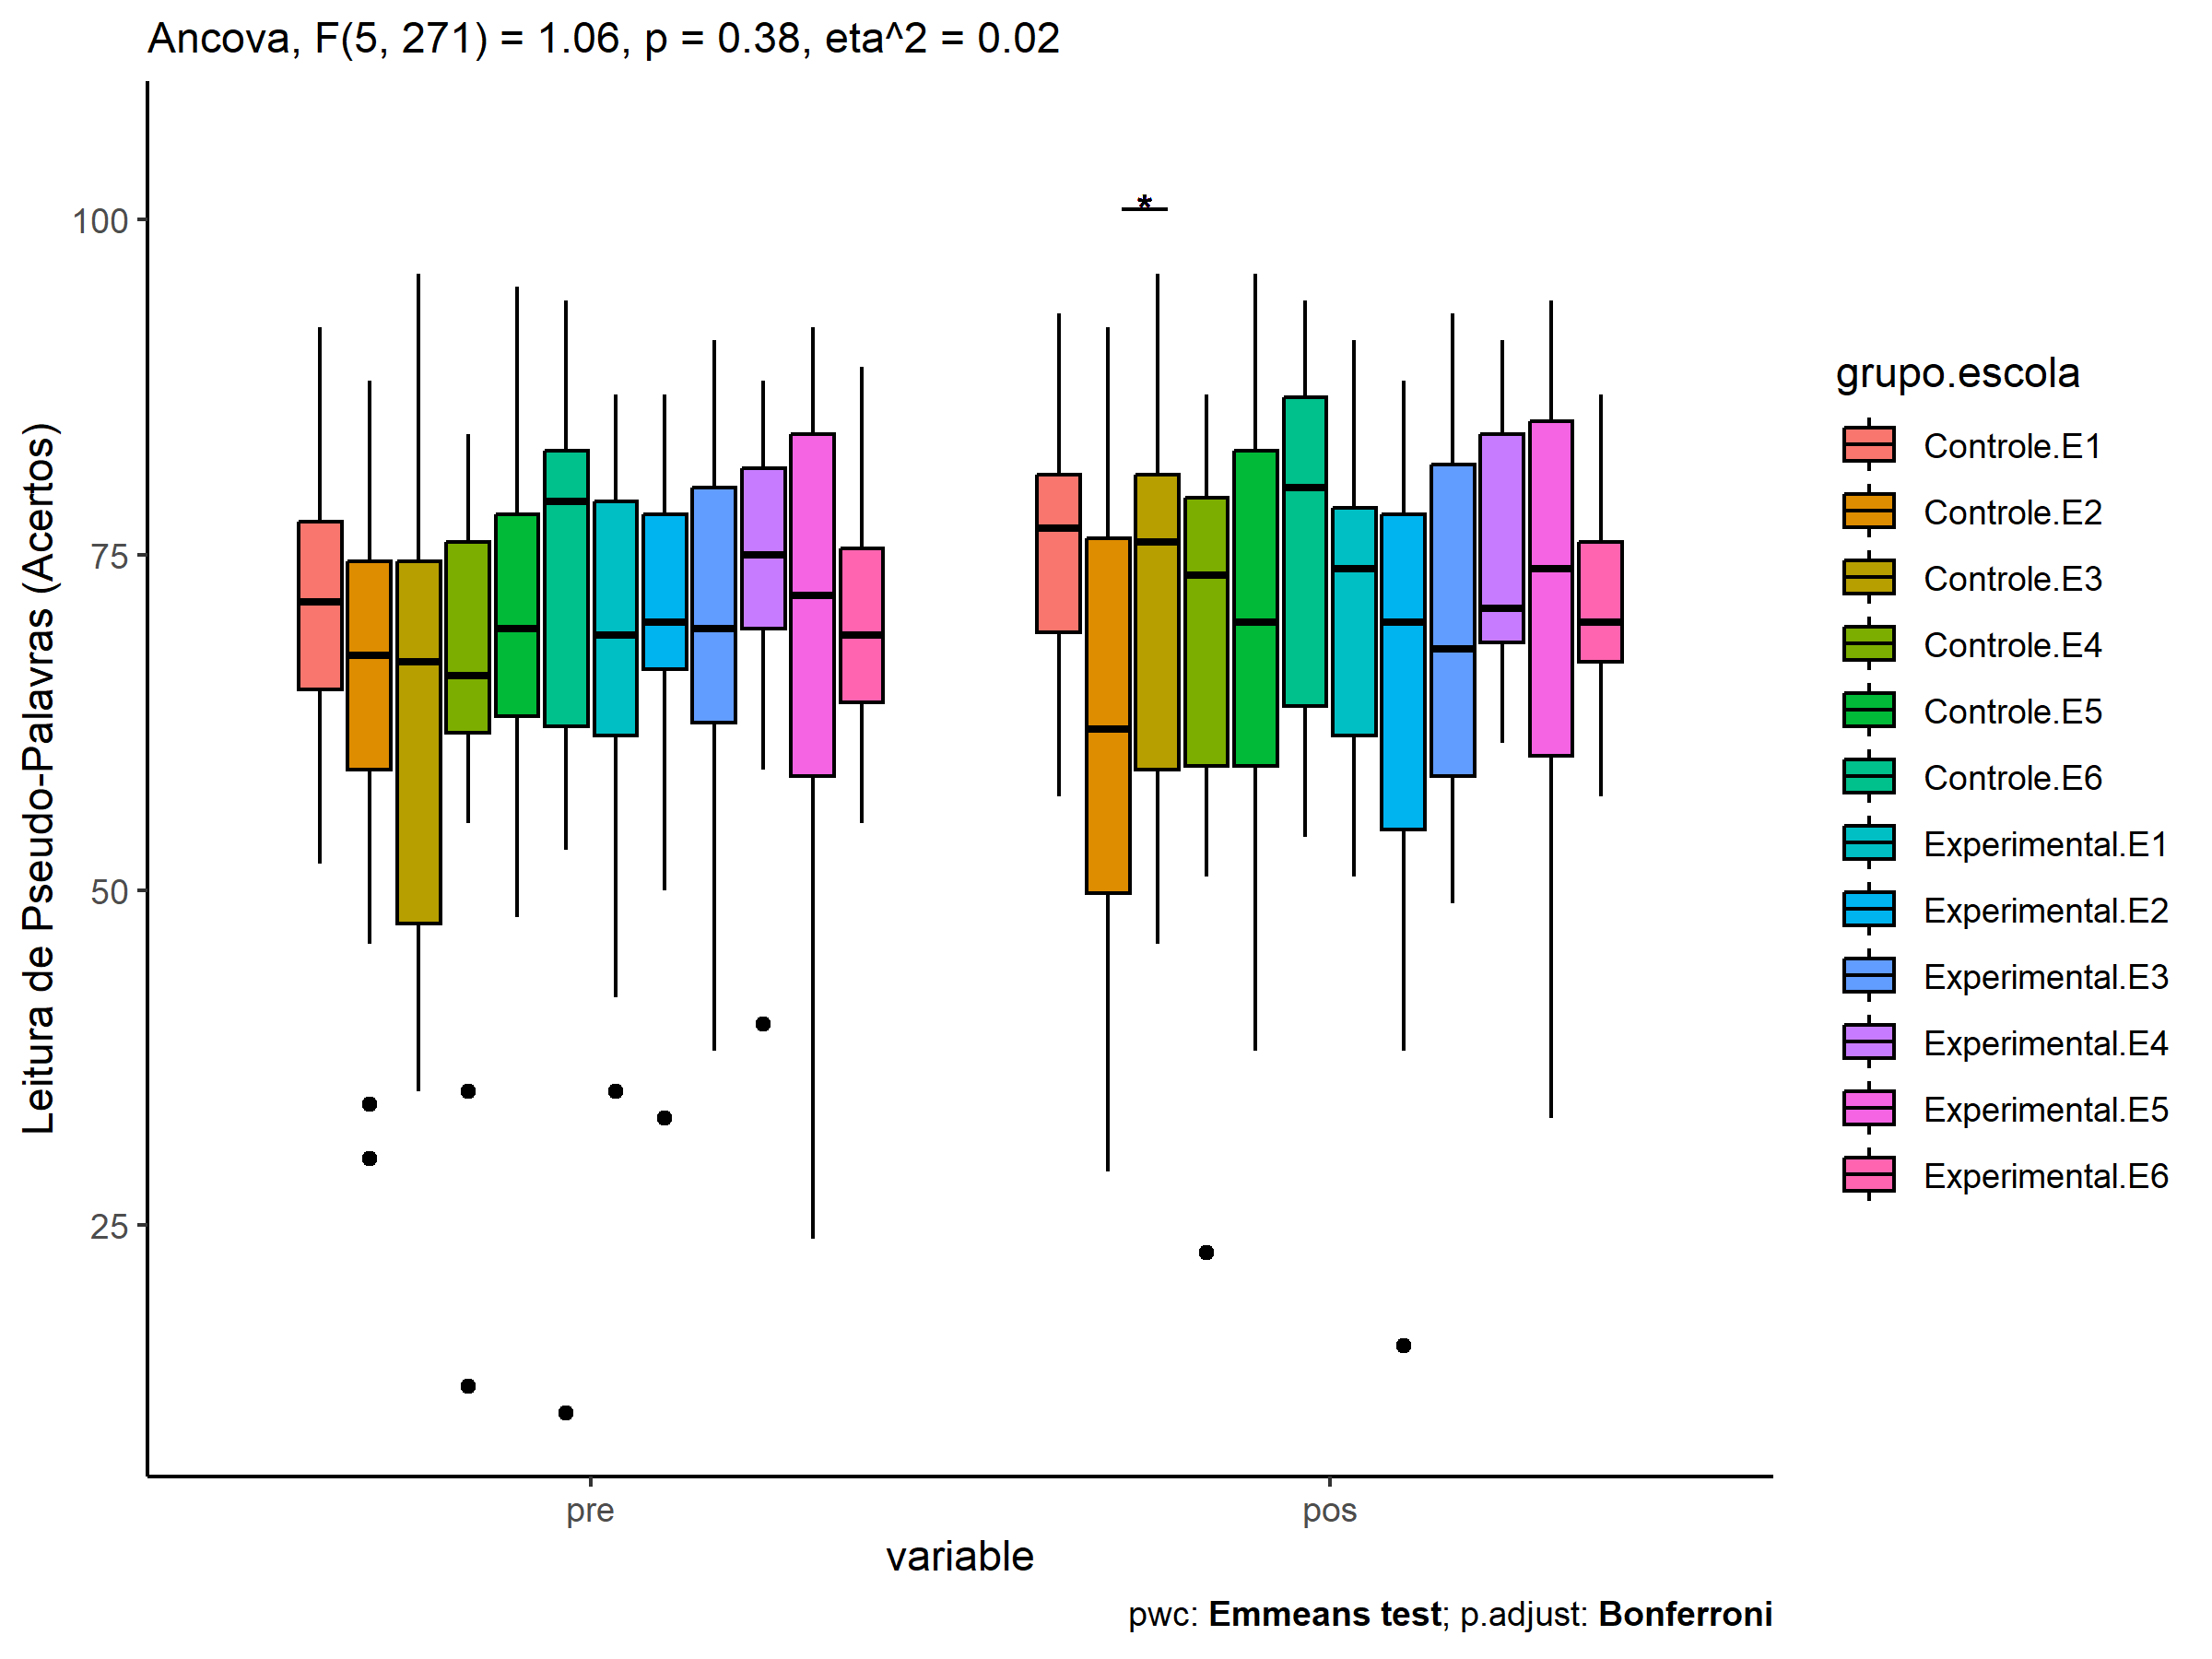 Ancova, F(5, 271) = 1.06, p = 0.38, eta^2 = 0.02
Leitura de Pseudo-Palavras (Acertos)
100
75
50
25
*
pre
pos
variable
pwc: Emmeans test; p.adjust: Bonferroni
grupo.escola
Controle.E1
Controle.E2
Controle.E3
Controle.E4
Controle.E5
Controle.E6
Experimental.E1
Experimental.E2
Experimental.E3
Experimental.E4
Experimental.E5
Experimental.E6